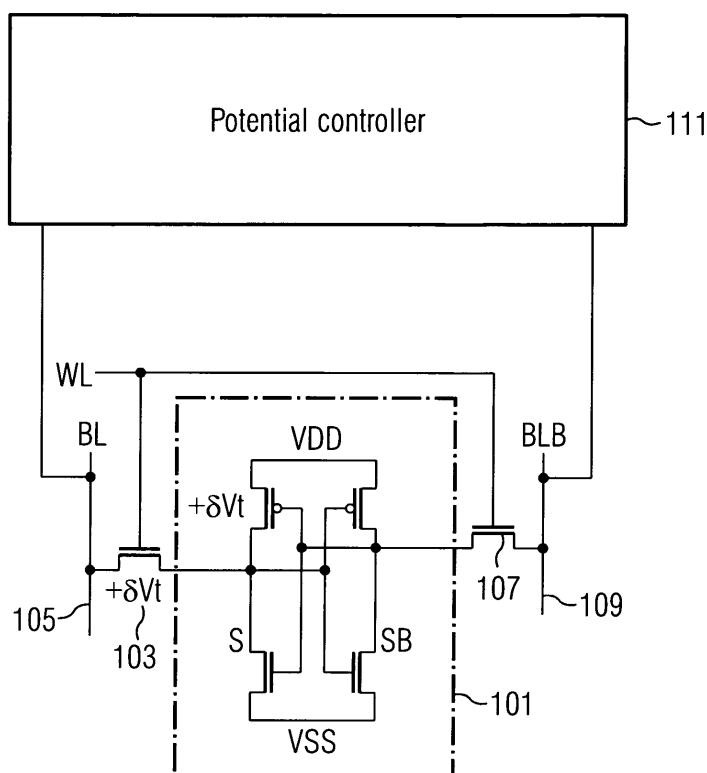 Potential controller
111
WL
BL
BLB
VDD
+δVt
+δVt
105
103
107
109
S
SB
101
VSS